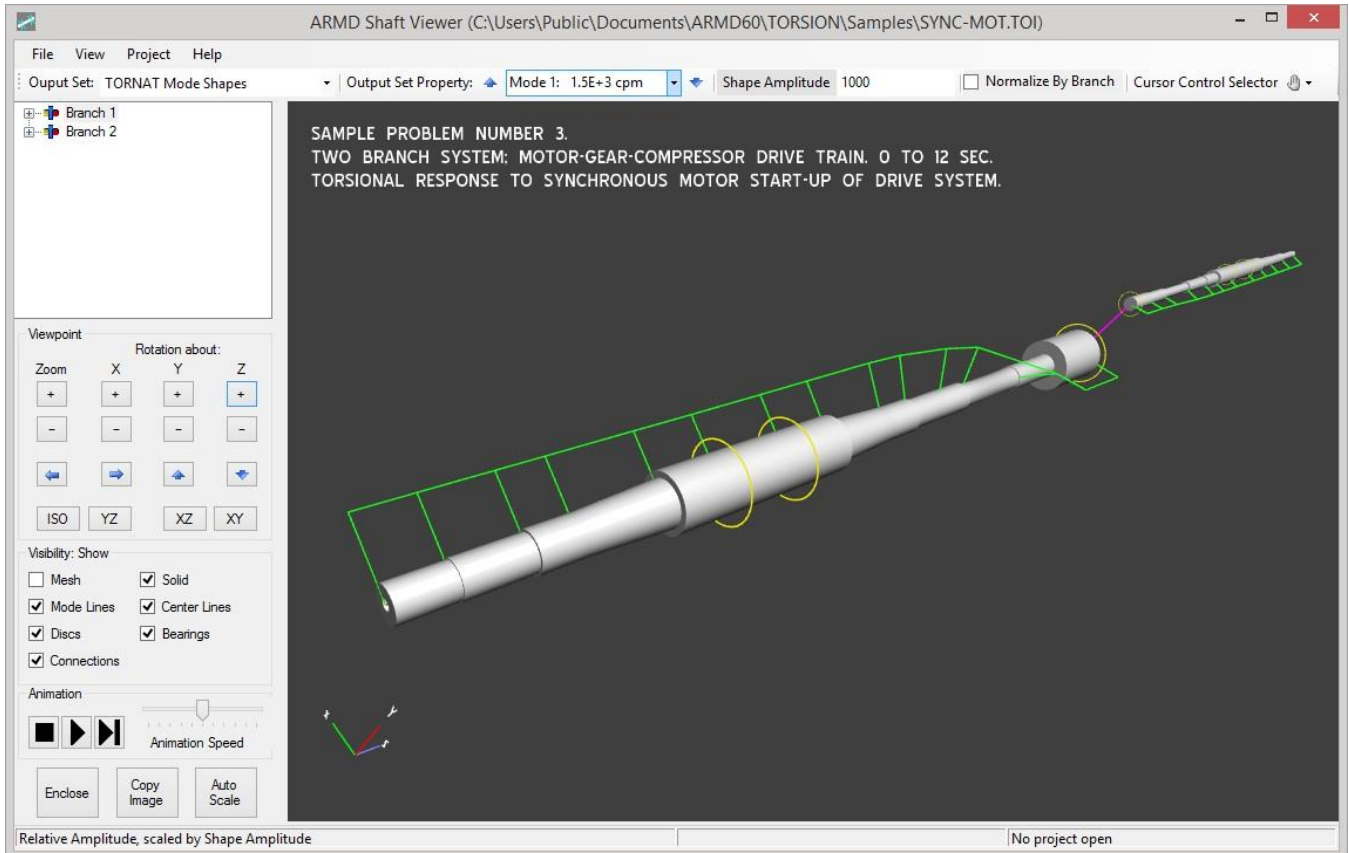 ARMD Shaft Viewer (C:\Users\Public\Documents\ARMD60\TORSION\Samples\SYNC-MOT.TOI)
File View Project Help
Ouput Set: TORNAT Mode Shapes Output Set Property: Mode 1: 1.5E+3 cpm Shape Amplitude 1000 Normalize By Branch Cursor Control Selector
Branch 1
Branch 2
SAMPLE PROBLEM NUMBER 3.
TWO BRANCH SYSTEM: MOTOR-GEAR-COMPRESSOR DRIVE TRAIN. 0 TO 12 SEC.
TORSIONAL RESPONSE TO SYNCHRONOUS MOTOR START-UP OF DRIVE SYSTEM.
Viewpoint
Rotation about:
Zoom X Y Z
+ + + +
- - - -
ISO YZ XZ XY
Visibility: Show
Mesh Solid
Mode Lines Center Lines
Discs Bearings
Connections
Animation
Animation Speed
Enclose Copy Image Auto Scale
Relative Amplitude, scaled by Shape Amplitude No project open